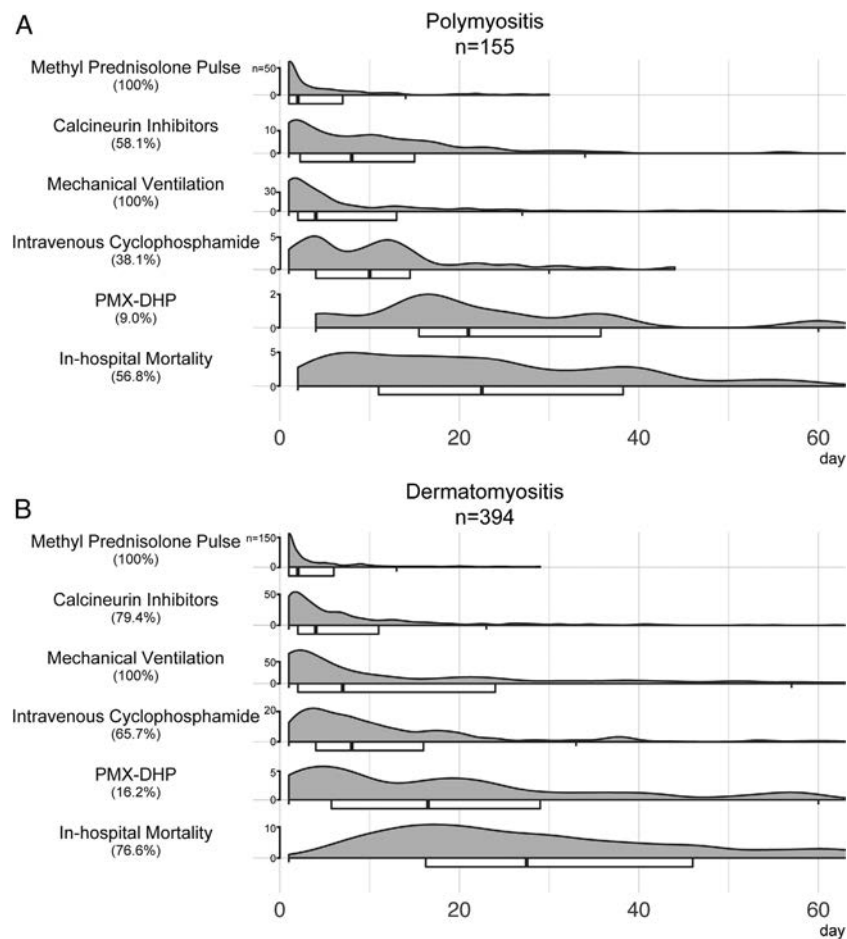 A
Polymyositis
n=155
Methyl Prednisolone Pulse
(100%)
n=50
0
Calcineurin Inhibitors
(58.1%)
10
0
Mechanical Ventilation
(100%)
30
0
Intravenous Cyclophosphamide
(38.1%)
5
0
PMX-DHP
(9.0%)
2
0
In-hospital Mortality
(56.8%)
5
0
0 20 40 60
day
B
Dermatomyositis
n=394
Methyl Prednisolone Pulse
(100%)
n=150
0
Calcineurin Inhibitors
(79.4%)
50
0
Mechanical Ventilation
(100%)
50
0
Intravenous Cyclophosphamide
(65.7%)
20
0
PMX-DHP
(16.2%)
5
0
In-hospital Mortality
(76.6%)
10
0
0 20 40 60
day